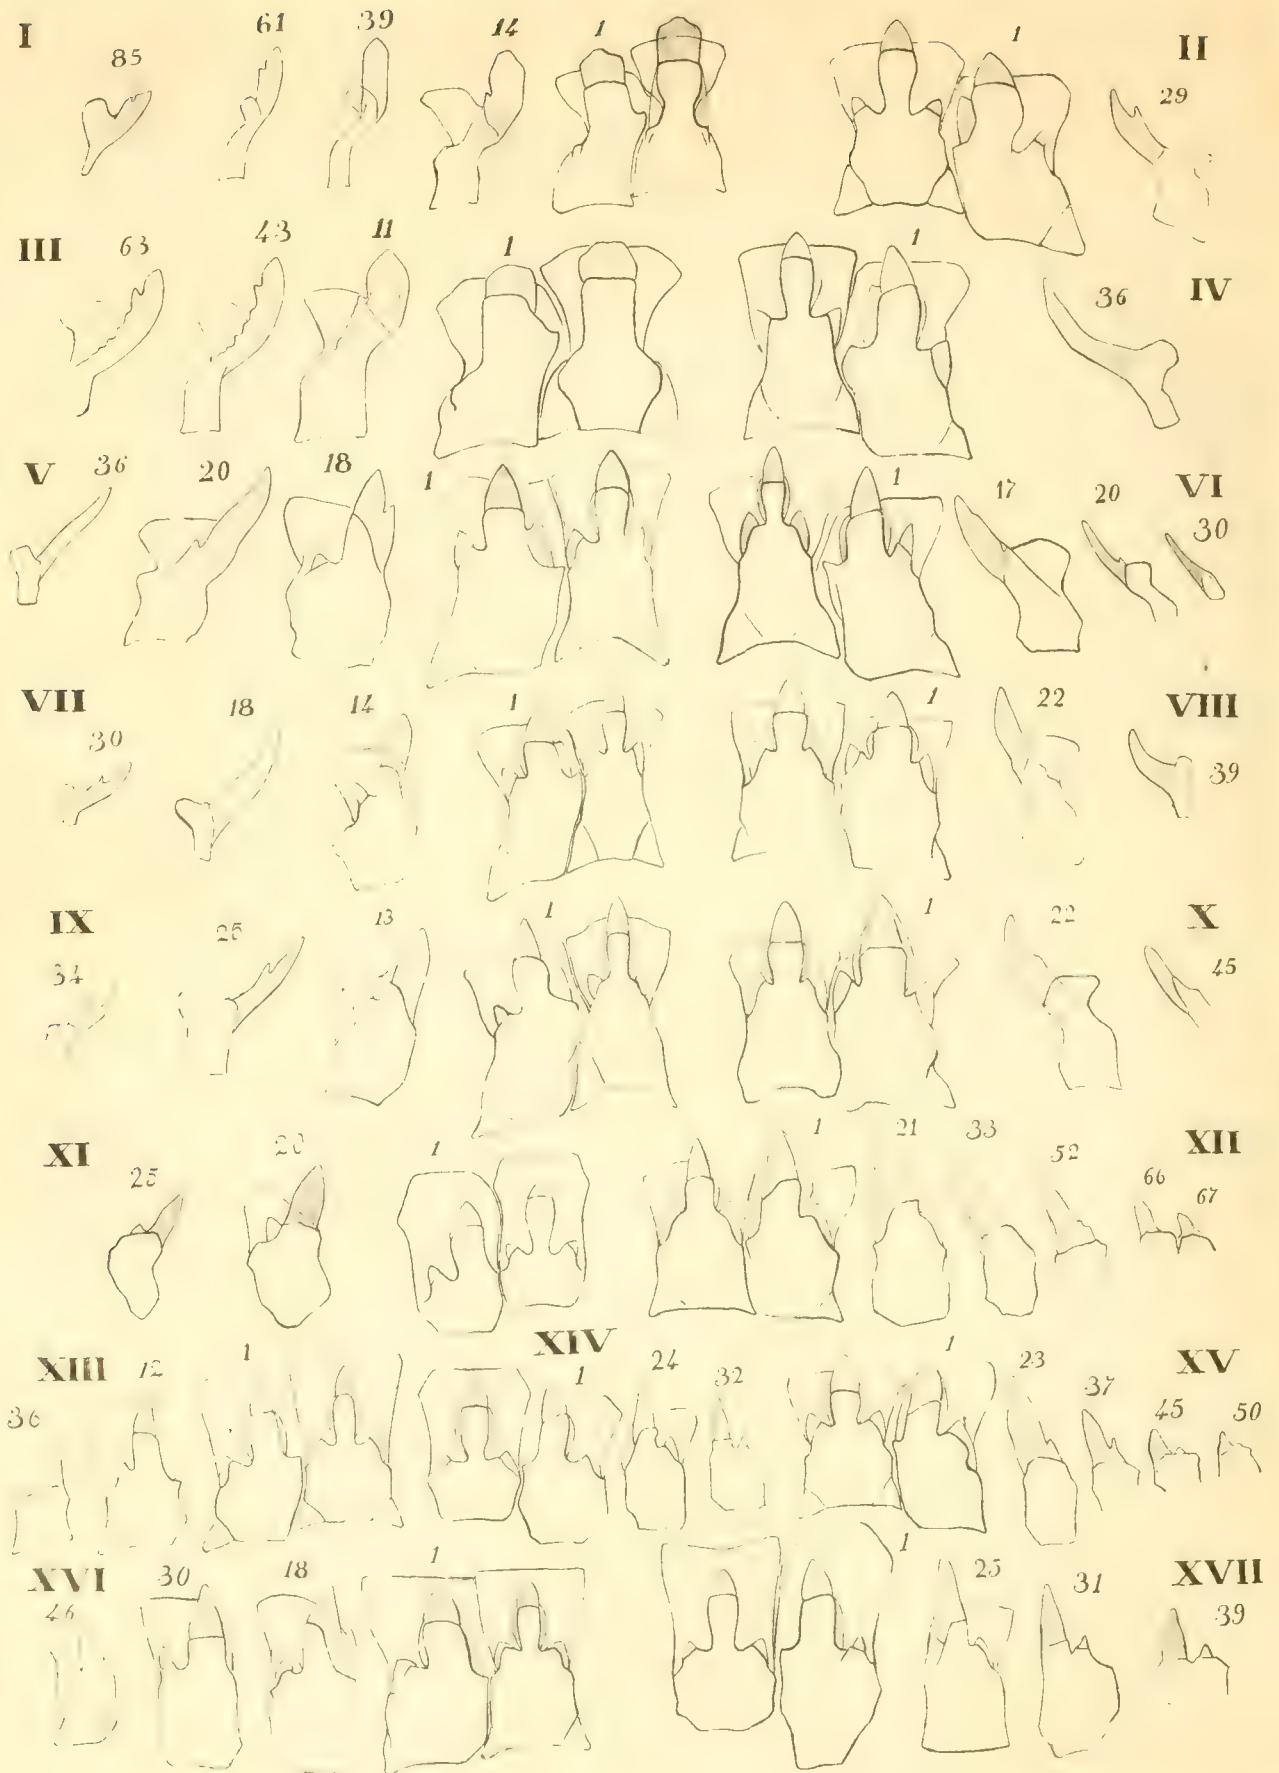 I 85 61 39 14 1 1 II 29
III 63 43 11 1 1 IV 36
V 36 20 18 1 1 17 20 VI 30
VII 30 18 14 1 1 22 VIII 39
IX 34 13 1 1 22 X 45
XI 25 1 1 21 33 52 66 67 XII
XIII 36 12 1 XIV 1 24 32 1 23 37 45 50 XV
XVI 46 30 18 1 1 25 31 39 XVII